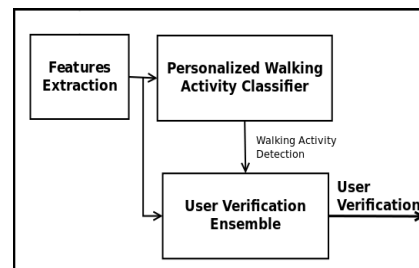 Features
Extraction
Personalized Walking
Activity Classifier
Walking Activity
Detection
User Verification
Ensemble
User
Verification